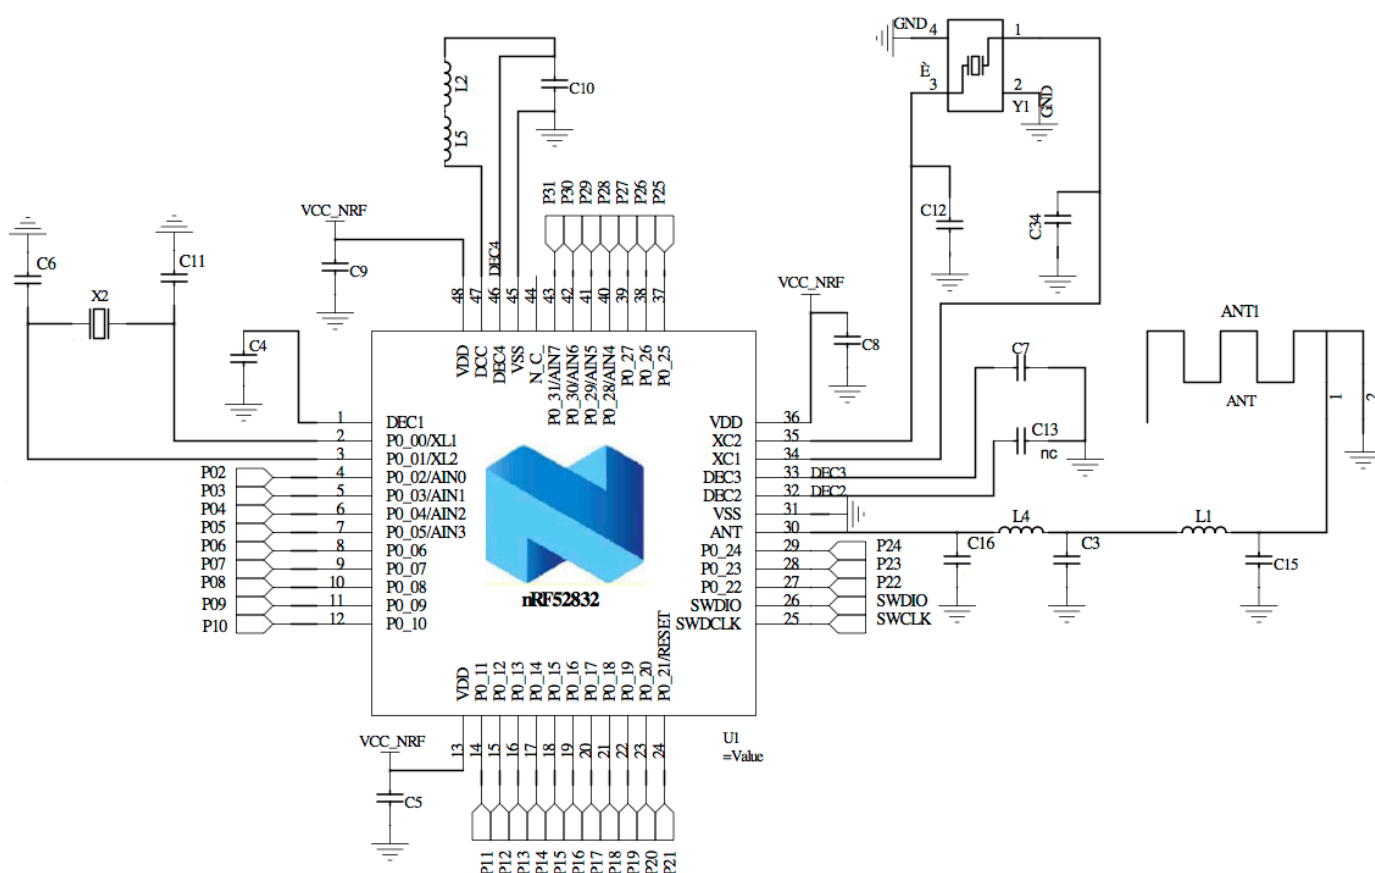 GND
4
1
È
3
2
Y1
GND
L2
L5
C10
P31
P30
P29
P28
P27
P26
P25
C12
C34
VCC_NRF
C9
C6
C11
X2
C4
DEC4
48
47
46
45
44
43
42
41
40
39
38
37
VDD
DCC
DEC4
VSS
N_C_
P0_31/AIN7
P0_30/AIN6
P0_29/AIN5
P0_28/AIN4
P0_27
P0_26
P0_25
VCC_NRF
C8
C7
C13
nc
ANT1
ANT
1
2
1 DEC1
2 P0_00/XL1
3 P0_01/XL2
P02 4 P0_02/AIN0
P03 5 P0_03/AIN1
P04 6 P0_04/AIN2
P05 7 P0_05/AIN3
P06 8 P0_06
P07 9 P0_07
P08 10 P0_08
P09 11 P0_09
P10 12 P0_10
nRF52832
VDD 36
XC2 35
XC1 34
DEC3 33 DEC3
DEC2 32 DEC2
VSS 31
ANT 30
P0_24 29 P24
P0_23 28 P23
P0_22 27 P22
SWDIO 26 SWDIO
SWDCLK 25 SWCLK
L4
L1
C16
C3
C15
VDD
P0_11
P0_12
P0_13
P0_14
P0_15
P0_16
P0_17
P0_18
P0_19
P0_20
P0_21/RESET
13
14
15
16
17
18
19
20
21
22
23
24
U1
=Value
VCC_NRF
C5
P11
P12
P13
P14
P15
P16
P17
P18
P19
P20
P21